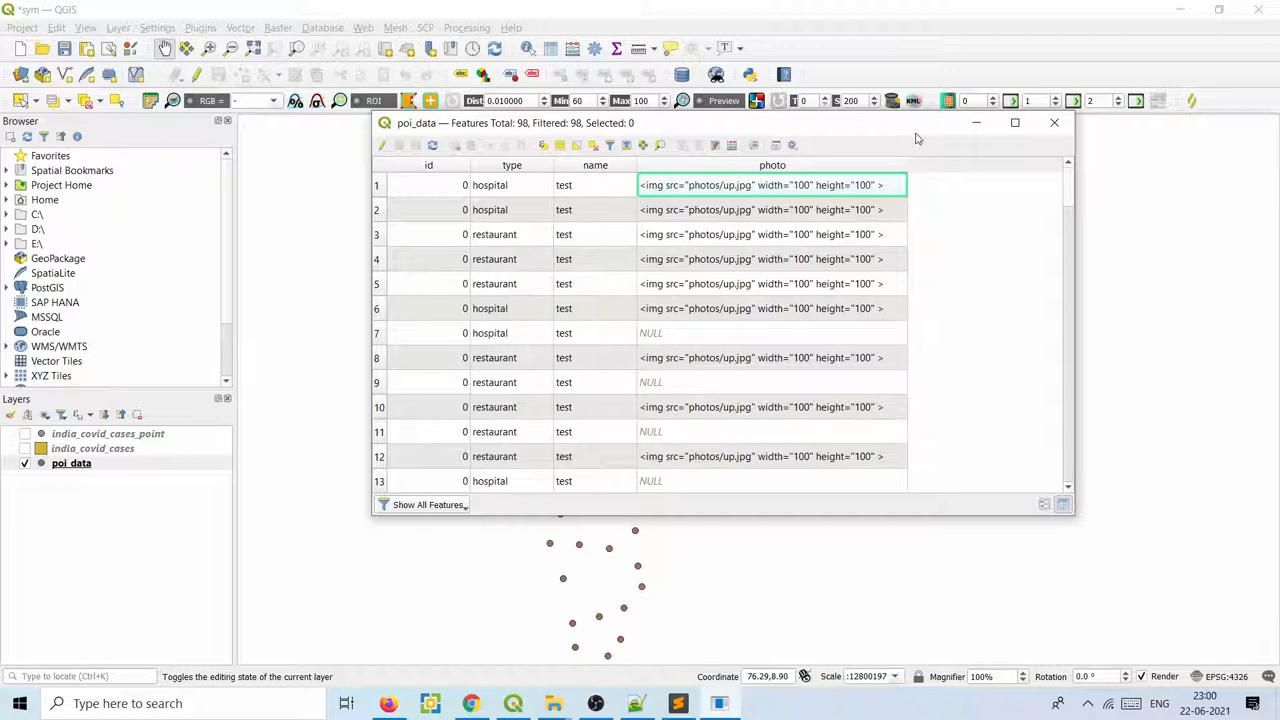 *sym — QGIS
Project Edit View Layer Settings Plugins Vector Raster Database Web Mesh SCP Processing Help
RGB = - ROI Dist 0.010000 Min 60 Max 100 Preview T 0 S 200 KML 0 1 2
Browser
Favorites
Spatial Bookmarks
Project Home
Home
C:\
D:\
E:\
GeoPackage
SpatiaLite
PostGIS
SAP HANA
MSSQL
Oracle
WMS/WMTS
Vector Tiles
XYZ Tiles
Layers
india_covid_cases_point
india_covid_cases
poi_data
poi_data — Features Total: 98, Filtered: 98, Selected: 0
id type name photo
1 0 hospital test <img src="photos/up.jpg" width="100" height="100" >
2 0 hospital test <img src="photos/up.jpg" width="100" height="100" >
3 0 restaurant test <img src="photos/up.jpg" width="100" height="100" >
4 0 restaurant test <img src="photos/up.jpg" width="100" height="100" >
5 0 restaurant test <img src="photos/up.jpg" width="100" height="100" >
6 0 hospital test <img src="photos/up.jpg" width="100" height="100" >
7 0 hospital test NULL
8 0 restaurant test <img src="photos/up.jpg" width="100" height="100" >
9 0 restaurant test NULL
10 0 restaurant test <img src="photos/up.jpg" width="100" height="100" >
11 0 restaurant test NULL
12 0 restaurant test <img src="photos/up.jpg" width="100" height="100" >
13 0 hospital test NULL
Show All Features
Type to locate (Ctrl+K) Toggles the editing state of the current layer Coordinate 76.29,8.90 Scale :12800197 Magnifier 100% Rotation 0.0 ° Render EPSG:4326
Type here to search
ENG
23:00
22-06-2021